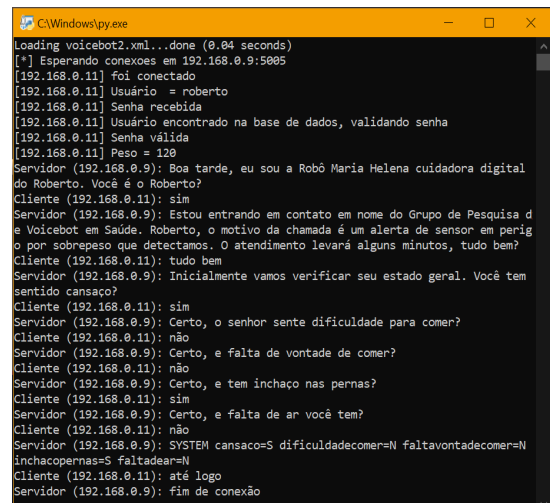 C:\Windows\py.exe
Loading voicebot2.xml...done (0.04 seconds)
[*] Esperando conexoes em 192.168.0.9:5005
[192.168.0.11] foi conectado
[192.168.0.11] Usuário  = roberto
[192.168.0.11] Senha recebida
[192.168.0.11] Usuário encontrado na base de dados, validando senha
[192.168.0.11] Senha válida
[192.168.0.11] Peso = 120
Servidor (192.168.0.9): Boa tarde, eu sou a Robô Maria Helena cuidadora digital
do Roberto. Você é o Roberto?
Cliente (192.168.0.11): sim
Servidor (192.168.0.9): Estou entrando em contato em nome do Grupo de Pesquisa d
e Voicebot em Saúde. Roberto, o motivo da chamada é um alerta de sensor em perig
o por sobrepeso que detectamos. O atendimento levará alguns minutos, tudo bem?
Cliente (192.168.0.11): tudo bem
Servidor (192.168.0.9): Inicialmente vamos verificar seu estado geral. Você tem
sentido cansaço?
Cliente (192.168.0.11): sim
Servidor (192.168.0.9): Certo, o senhor sente dificuldade para comer?
Cliente (192.168.0.11): não
Servidor (192.168.0.9): Certo, e falta de vontade de comer?
Cliente (192.168.0.11): não
Servidor (192.168.0.9): Certo, e tem inchaço nas pernas?
Cliente (192.168.0.11): sim
Servidor (192.168.0.9): Certo, e falta de ar você tem?
Cliente (192.168.0.11): não
Servidor (192.168.0.9): SYSTEM cansaco=S dificuldadecomer=N faltavontadecomer=N
inchacopernas=S faltadear=N
Cliente (192.168.0.11): até logo
Servidor (192.168.0.9): fim de conexão